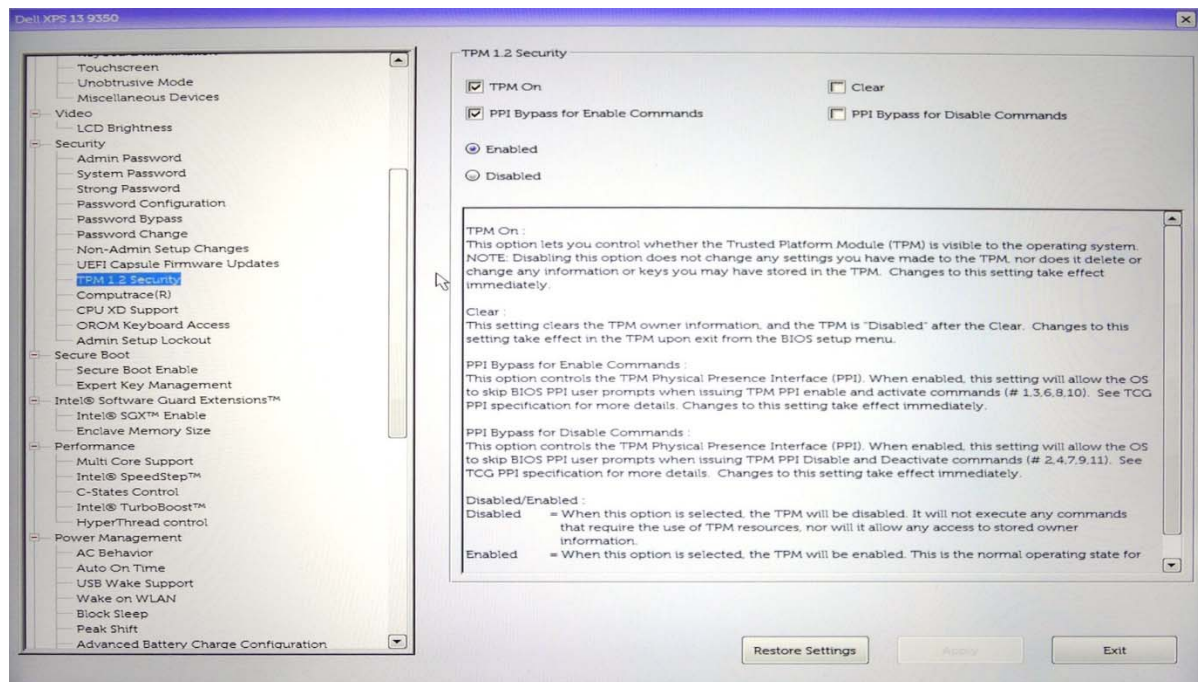 Dell XPS 13 9350
Touchscreen
Unobtrusive Mode
Miscellaneous Devices
Video
LCD Brightness
Security
Admin Password
System Password
Strong Password
Password Configuration
Password Bypass
Password Change
Non-Admin Setup Changes
UEFI Capsule Firmware Updates
TPM 1.2 Security
Computrace(R)
CPU XD Support
OROM Keyboard Access
Admin Setup Lockout
Secure Boot
Secure Boot Enable
Expert Key Management
Intel® Software Guard Extensions™
Intel® SGX™ Enable
Enclave Memory Size
Performance
Multi Core Support
Intel® SpeedStep™
C-States Control
Intel® TurboBoost™
HyperThread control
Power Management
AC Behavior
Auto On Time
USB Wake Support
Wake on WLAN
Block Sleep
Peak Shift
Advanced Battery Charge Configuration
TPM 1.2 Security
TPM On
Clear
PPI Bypass for Enable Commands
PPI Bypass for Disable Commands
Enabled
Disabled
TPM On :
This option lets you control whether the Trusted Platform Module (TPM) is visible to the operating system.
NOTE: Disabling this option does not change any settings you have made to the TPM, nor does it delete or
change any information or keys you may have stored in the TPM. Changes to this setting take effect
immediately.
Clear :
This setting clears the TPM owner information, and the TPM is "Disabled" after the Clear. Changes to this
setting take effect in the TPM upon exit from the BIOS setup menu.
PPI Bypass for Enable Commands :
This option controls the TPM Physical Presence Interface (PPI). When enabled, this setting will allow the OS
to skip BIOS PPI user prompts when issuing TPM PPI enable and activate commands (# 1,3,6,8,10). See TCG
PPI specification for more details. Changes to this setting take effect immediately.
PPI Bypass for Disable Commands :
This option controls the TPM Physical Presence Interface (PPI). When enabled, this setting will allow the OS
to skip BIOS PPI user prompts when issuing TPM PPI Disable and Deactivate commands (# 2,4,7,9,11). See
TCG PPI specification for more details. Changes to this setting take effect immediately.
Disabled/Enabled :
Disabled = When this option is selected, the TPM will be disabled. It will not execute any commands
that require the use of TPM resources, nor will it allow any access to stored owner
information.
Enabled = When this option is selected, the TPM will be enabled. This is the normal operating state for
Restore Settings
Apply
Exit